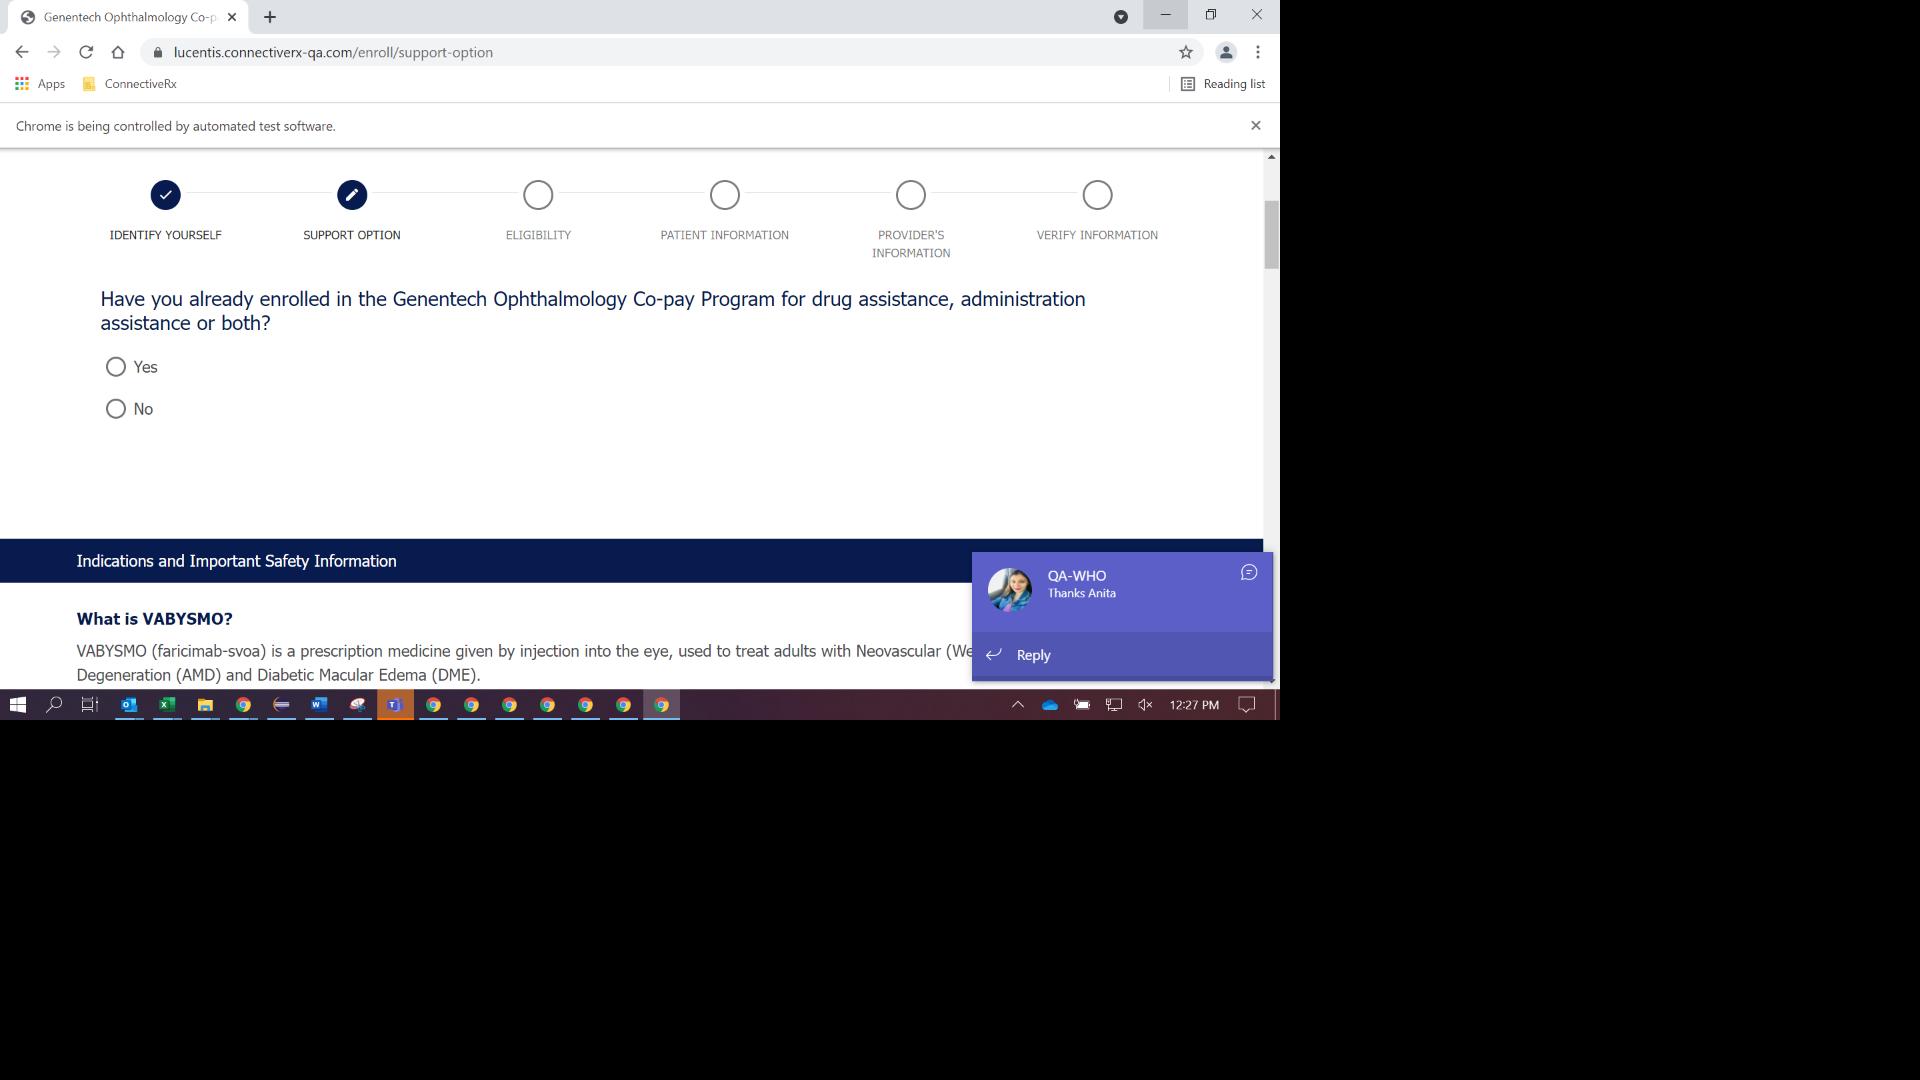 Genentech Ophthalmology Co-p
lucentis.connectiverx-qa.com/enroll/support-option
Apps
ConnectiveRx
Reading list
Chrome is being controlled by automated test software.
IDENTIFY YOURSELF
SUPPORT OPTION
ELIGIBILITY
PATIENT INFORMATION
PROVIDER'S
INFORMATION
VERIFY INFORMATION
Have you already enrolled in the Genentech Ophthalmology Co-pay Program for drug assistance, administration
assistance or both?
Yes
No
Indications and Important Safety Information
QA-WHO
Thanks Anita
Reply
What is VABYSMO?
VABYSMO (faricimab-svoa) is a prescription medicine given by injection into the eye, used to treat adults with Neovascular (We
Degeneration (AMD) and Diabetic Macular Edema (DME).
12:27 PM